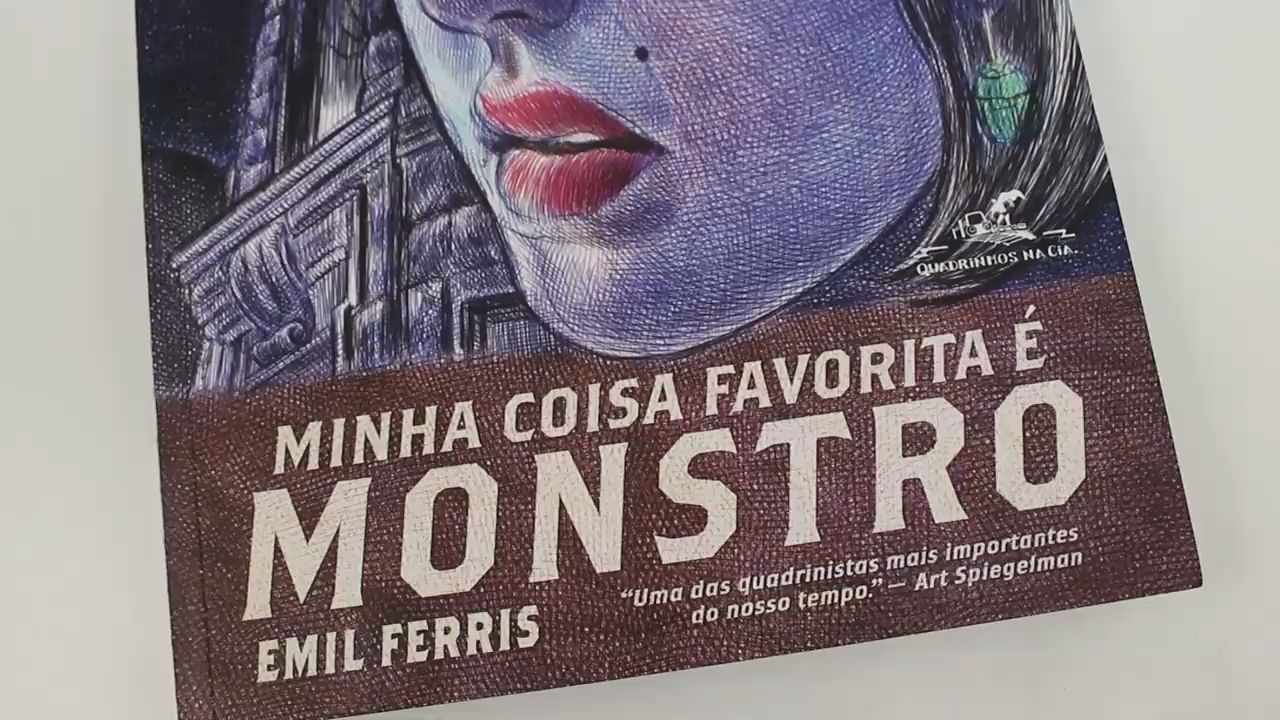 QUADRINHOS NA CIA.
MINHA COISA FAVORITA É
MONSTRO
"Uma das quadrinistas mais importantes
do nosso tempo." — Art Spiegelman
EMIL FERRIS